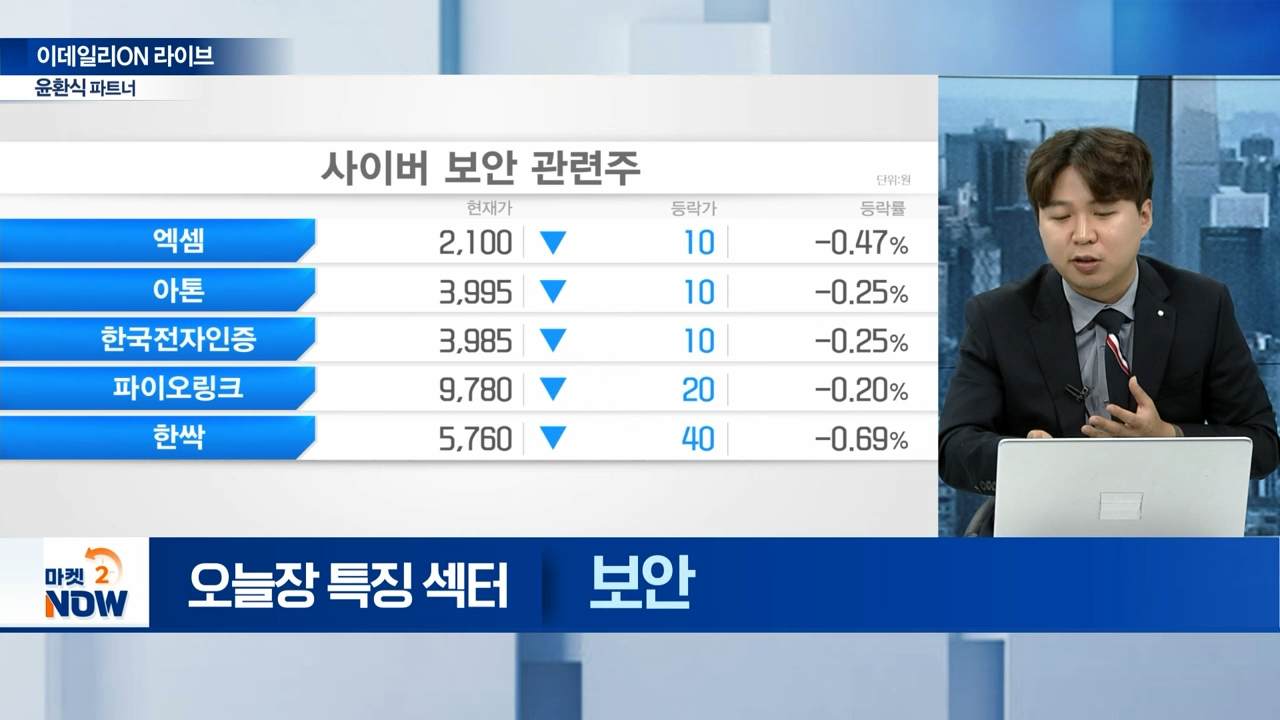 이데일리ON 라이브
윤환식 파트너
사이버 보안 관련주
단위:원
현재가 등락가 등락률
엑셈 2,100 ▼ 10 -0.47%
아톤 3,995 ▼ 10 -0.25%
한국전자인증 3,985 ▼ 10 -0.25%
파이오링크 9,780 ▼ 20 -0.20%
한싹 5,760 ▼ 40 -0.69%
마켓 2
NOW
오늘장 특징 섹터 보안